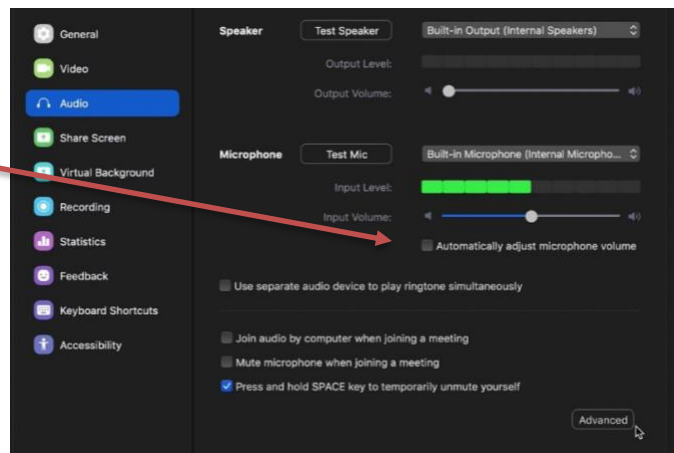 General
Video
Audio
Share Screen
Virtual Background
Recording
Statistics
Feedback
Keyboard Shortcuts
Accessibility
Speaker Test Speaker Built-in Output (Internal Speakers)
Output Level:
Output Volume:
Microphone Test Mic Built-in Microphone (Internal Micropho...
Input Level:
Input Volume:
Automatically adjust microphone volume
Use separate audio device to play ringtone simultaneously
Join audio by computer when joining a meeting
Mute microphone when joining a meeting
Press and hold SPACE key to temporarily unmute yourself
Advanced